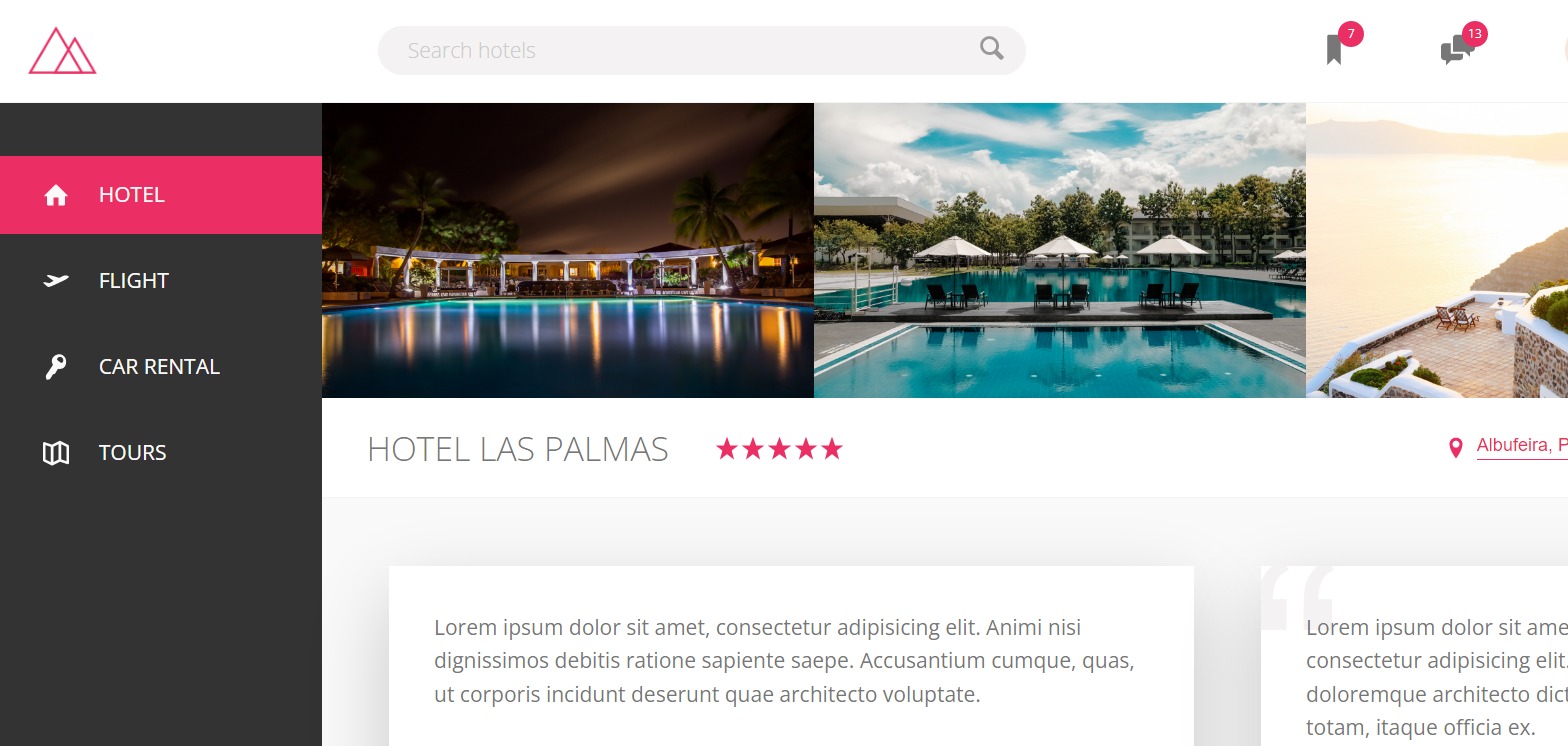 Search hotels
7
13
HOTEL
FLIGHT
CAR RENTAL
TOURS
HOTEL LAS PALMAS
Albufeira, P
Lorem ipsum dolor sit amet, consectetur adipisicing elit. Animi nisi
dignissimos debitis ratione sapiente saepe. Accusantium cumque, quas,
ut corporis incidunt deserunt quae architecto voluptate.
“
Lorem ipsum dolor sit ame
consectetur adipisicing elit.
doloremque architecto dict
totam, itaque officia ex.